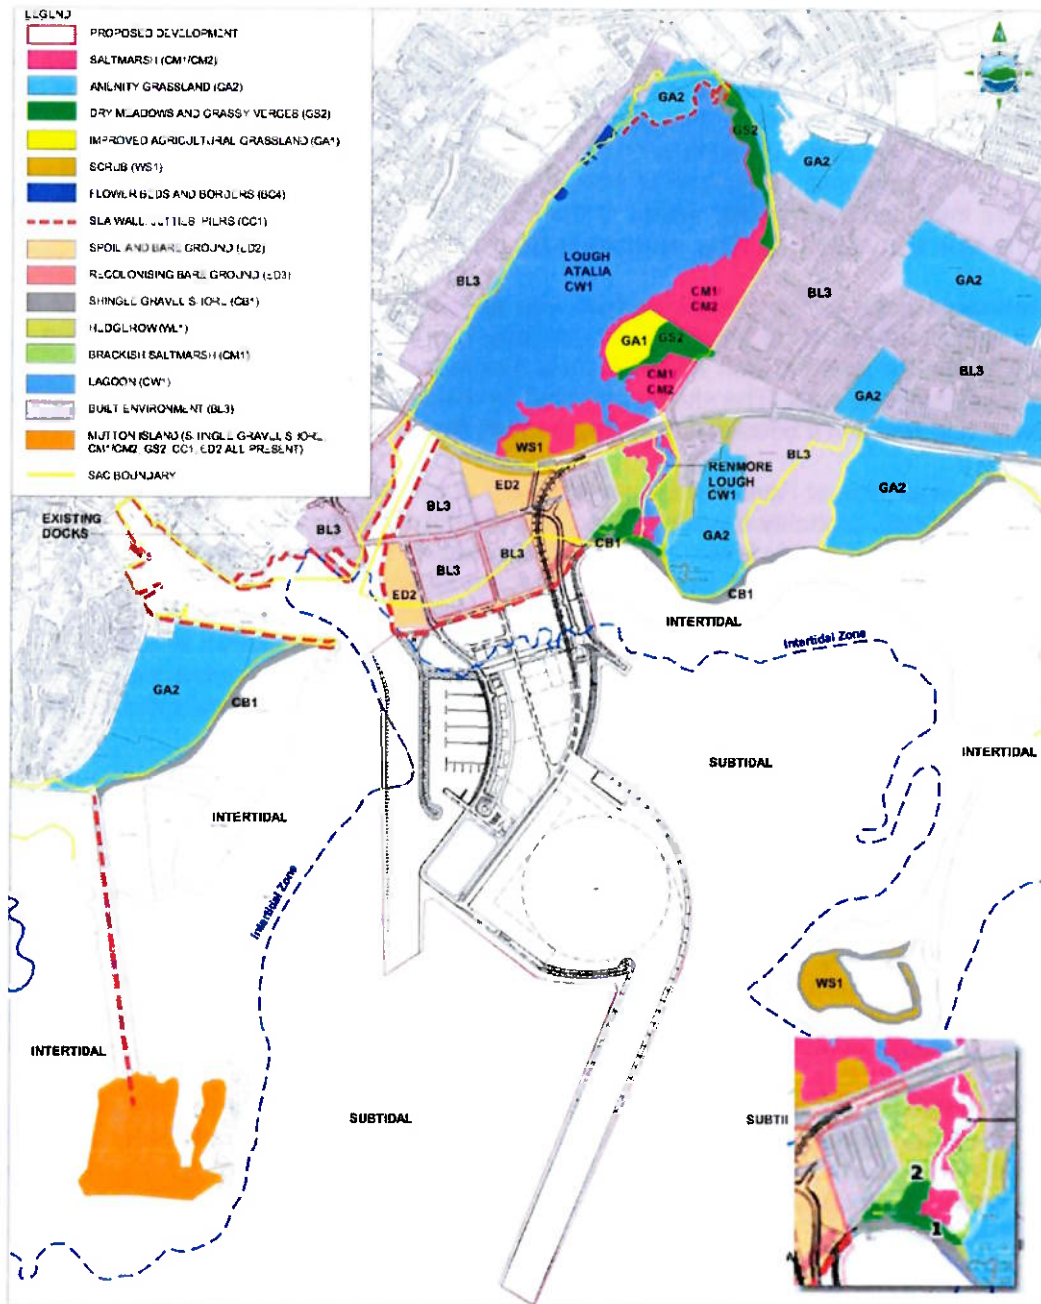 LEGEND
PROPOSED DEVELOPMENT
SALTMARSH (CM1/CM2)
AMENITY GRASSLAND (GA2)
DRY MEADOWS AND GRASSY VERGES (GS2)
IMPROVED AGRICULTURAL GRASSLAND (GA1)
SCRUB (WS1)
FLOWER BEDS AND BORDERS (BC4)
SEA WALL, JETTIES, PIERS (CC1)
SPOIL AND BARE GROUND (ED2)
RECOLONISING BARE GROUND (ED3)
SHINGLE GRAVEL SHORE (CB1)
HEDGEROW (WL1)
BRACKISH SALTMARSH (CM1)
LAGOON (CW1)
BUILT ENVIRONMENT (BL3)
MUTTON ISLAND (SHINGLE GRAVEL SHORE,
CM1/CM2, GS2, CC1, ED2 ALL PRESENT)
SAC BOUNDARY
GA2
GS2
GA2
LOUGH
ATALIA
CW1
BL3
GA2
BL3
CM1/
CM2
GA1
GS2
BL3
CM1/
CM2
GA2
WS1
BL3
RENMORE
LOUGH
CW1
ED2
GA2
EXISTING
DOCKS
BL3
BL3
GA2
BL3
CB1
BL3
ED2
CB1
INTERTIDAL
Intertidal Zone
GA2
CB1
SUBTIDAL
INTERTIDAL
INTERTIDAL
Intertidal Zone
WS1
INTERTIDAL
SUBTIDAL
SUBTI
2
1